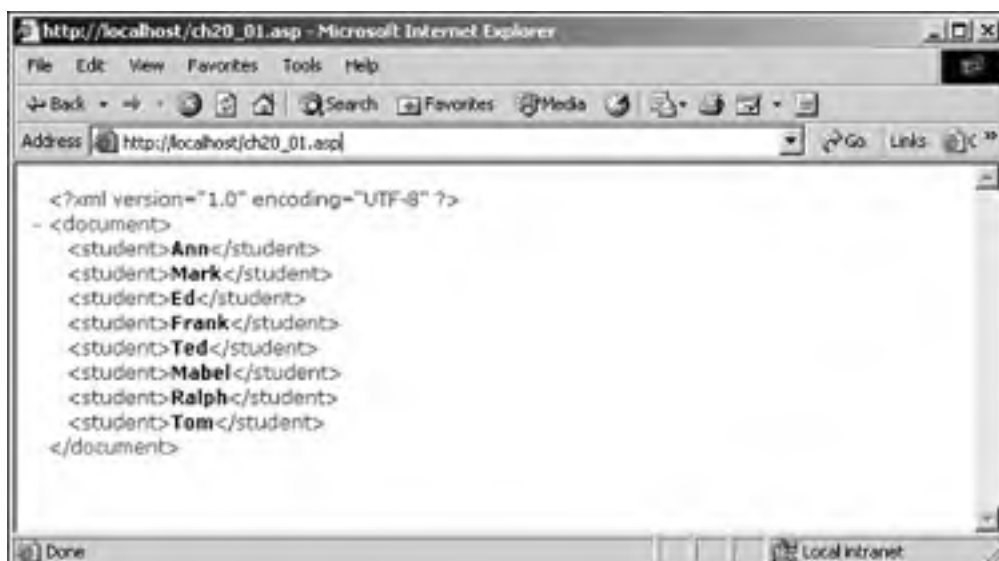 http://localhost/ch20_01.asp - Microsoft Internet Explorer
File Edit View Favorites Tools Help
Back Search Favorites Media
Address http://localhost/ch20_01.asp Go Links
<?xml version="1.0" encoding="UTF-8" ?>
- <document>
<student>Ann</student>
<student>Mark</student>
<student>Ed</student>
<student>Frank</student>
<student>Ted</student>
<student>Mabel</student>
<student>Ralph</student>
<student>Tom</student>
</document>
Done Local intranet